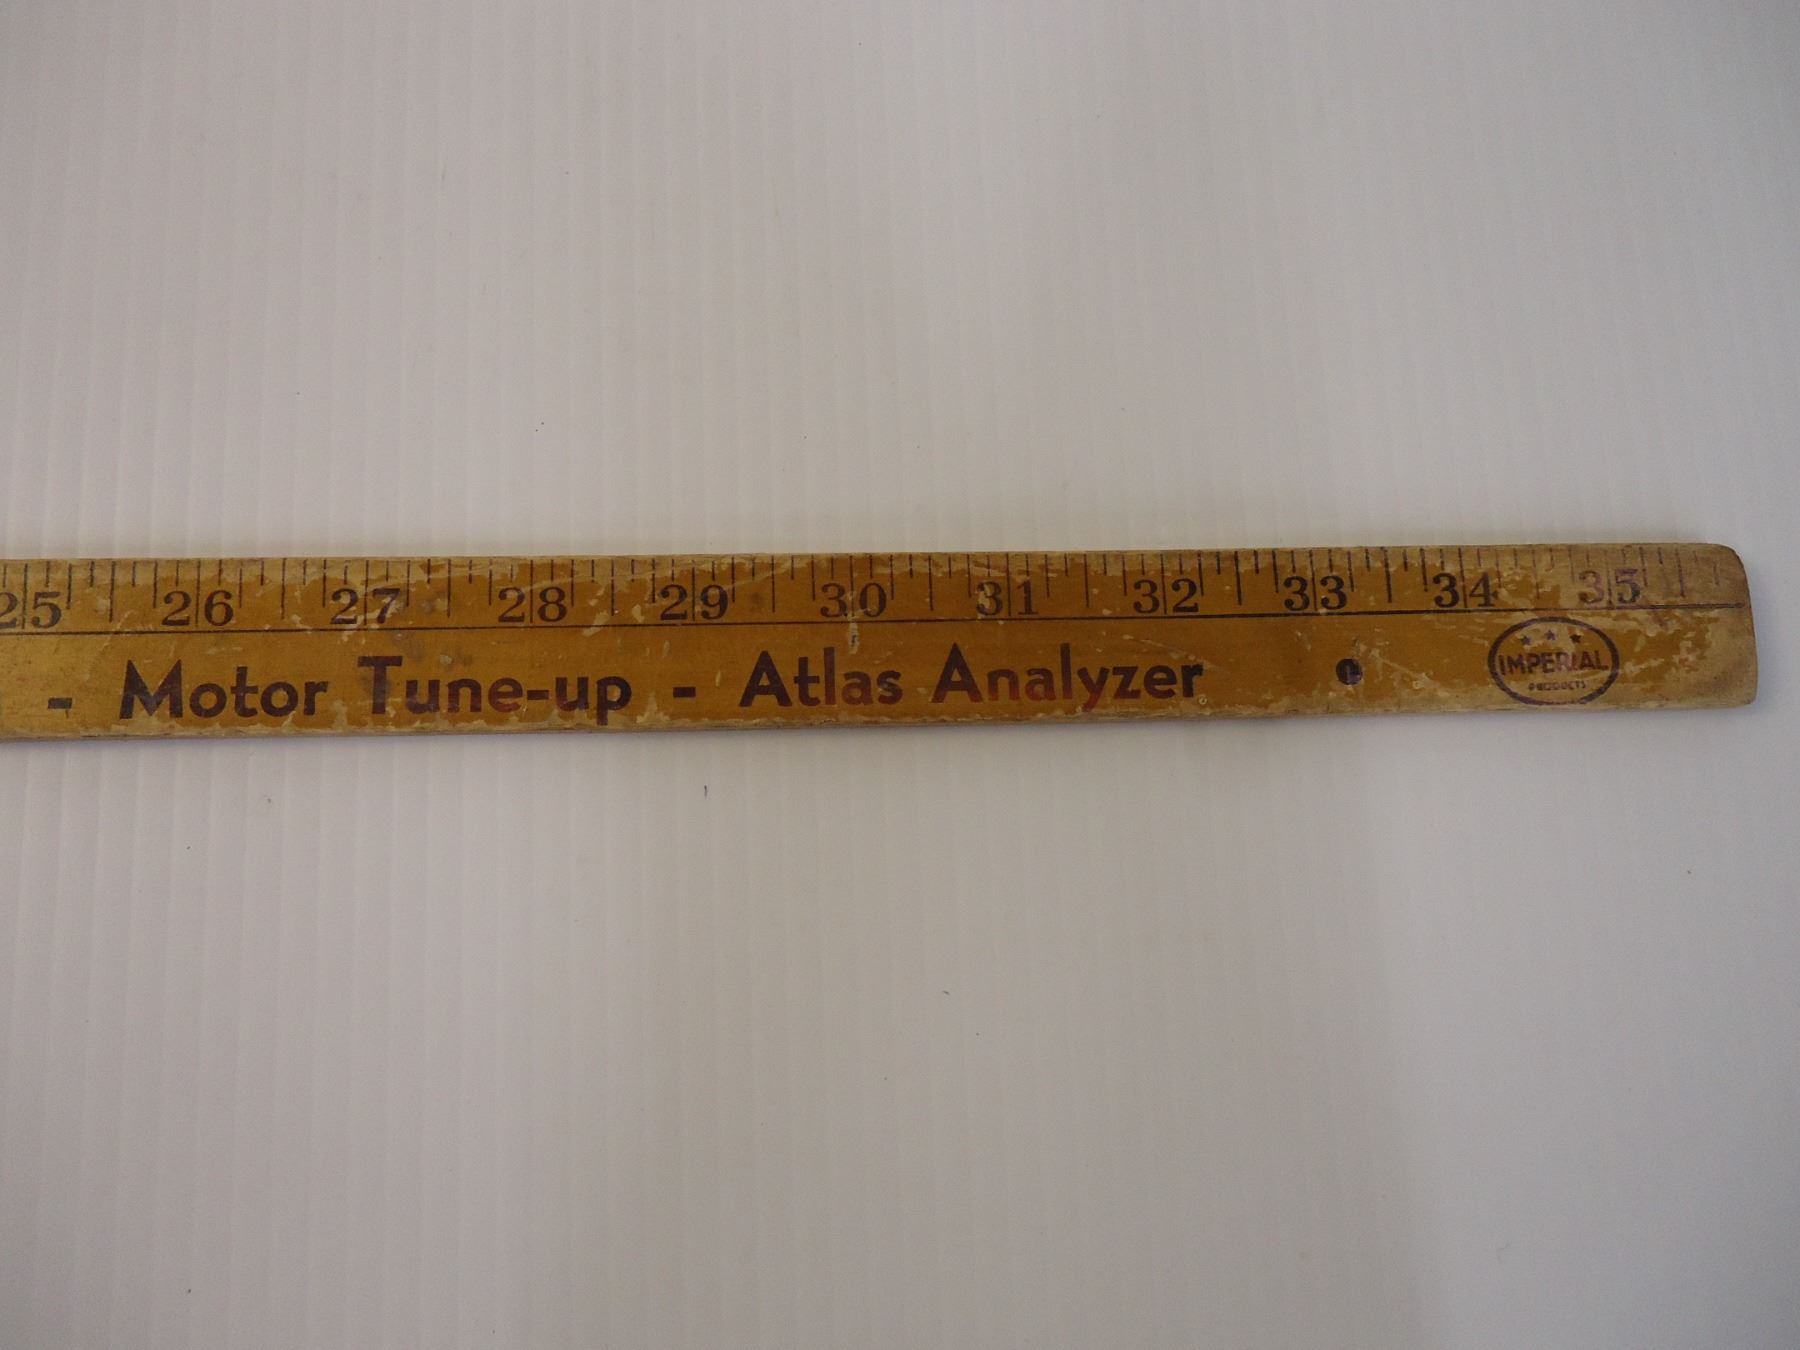 25 26 27 28 29 30 31 32 33 34 35
- Motor Tune-up - Atlas Analyzer
IMPERIAL
PRODUCTS